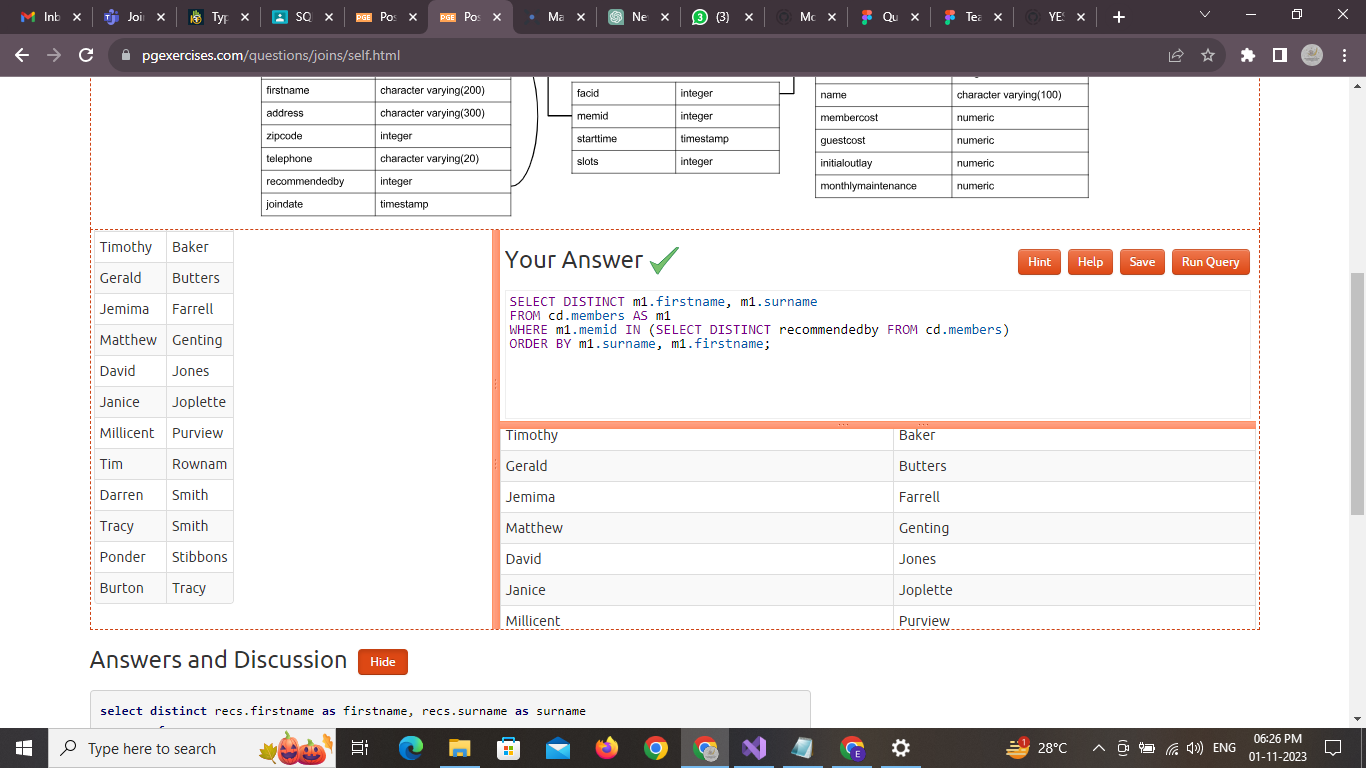 Inb
Joi
Typ
SQ
PGE Pos
PGE Pos
Ma
Ne
3 (3)
Mc
Qu
Tea
YE
pgexercises.com/questions/joins/self.html
firstname character varying(200)
address character varying(300)
zipcode integer
telephone character varying(20)
recommendedby integer
joindate timestamp
facid integer
memid integer
starttime timestamp
slots integer
name character varying(100)
membercost numeric
guestcost numeric
initialoutlay numeric
monthlymaintenance numeric
Timothy Baker
Gerald Butters
Jemima Farrell
Matthew Genting
David Jones
Janice Joplette
Millicent Purview
Tim Rownam
Darren Smith
Tracy Smith
Ponder Stibbons
Burton Tracy
Your Answer
Hint Help Save Run Query
SELECT DISTINCT m1.firstname, m1.surname
FROM cd.members AS m1
WHERE m1.memid IN (SELECT DISTINCT recommendedby FROM cd.members)
ORDER BY m1.surname, m1.firstname;
Timothy Baker
Gerald Butters
Jemima Farrell
Matthew Genting
David Jones
Janice Joplette
Millicent Purview
Answers and Discussion Hide
select distinct recs.firstname as firstname, recs.surname as surname
Type here to search
1
28°C
ENG
06:26 PM
01-11-2023